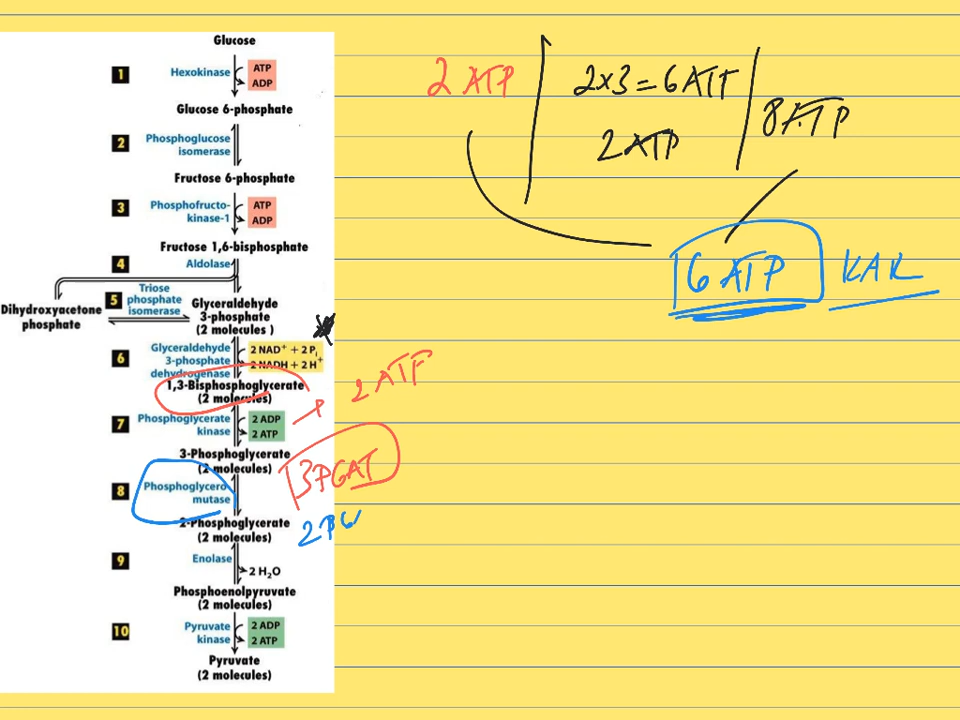 Glucose
1
Hexokinase
ATP
ADP
Glucose 6-phosphate
2
Phosphoglucose
isomerase
Fructose 6-phosphate
3
Phosphofructo-
kinase-1
ATP
ADP
Fructose 1,6-bisphosphate
4
Aldolase
5
Triose
phosphate
isomerase
Dihydroxyacetone
phosphate
Glyceraldehyde
3-phosphate
(2 molecules )
6
Glyceraldehyde
3-phosphate
dehydrogenase
2 NAD+ + 2 Pi
2 NADH + 2 H+
1,3-Bisphosphoglycerate
(2 molecules)
7
Phosphoglycerate
kinase
2 ADP
2 ATP
3-Phosphoglycerate
(2 molecules)
8
Phosphoglycero
mutase
2-Phosphoglycerate
(2 molecules)
9
Enolase
2 H2O
Phosphoenolpyruvate
(2 molecules)
10
Pyruvate
kinase
2 ADP
2 ATP
Pyruvate
(2 molecules)
2 ATP
2x3=6ATP
2ATP
8ATP
6 ATP
KAK
2 ATP
2PG